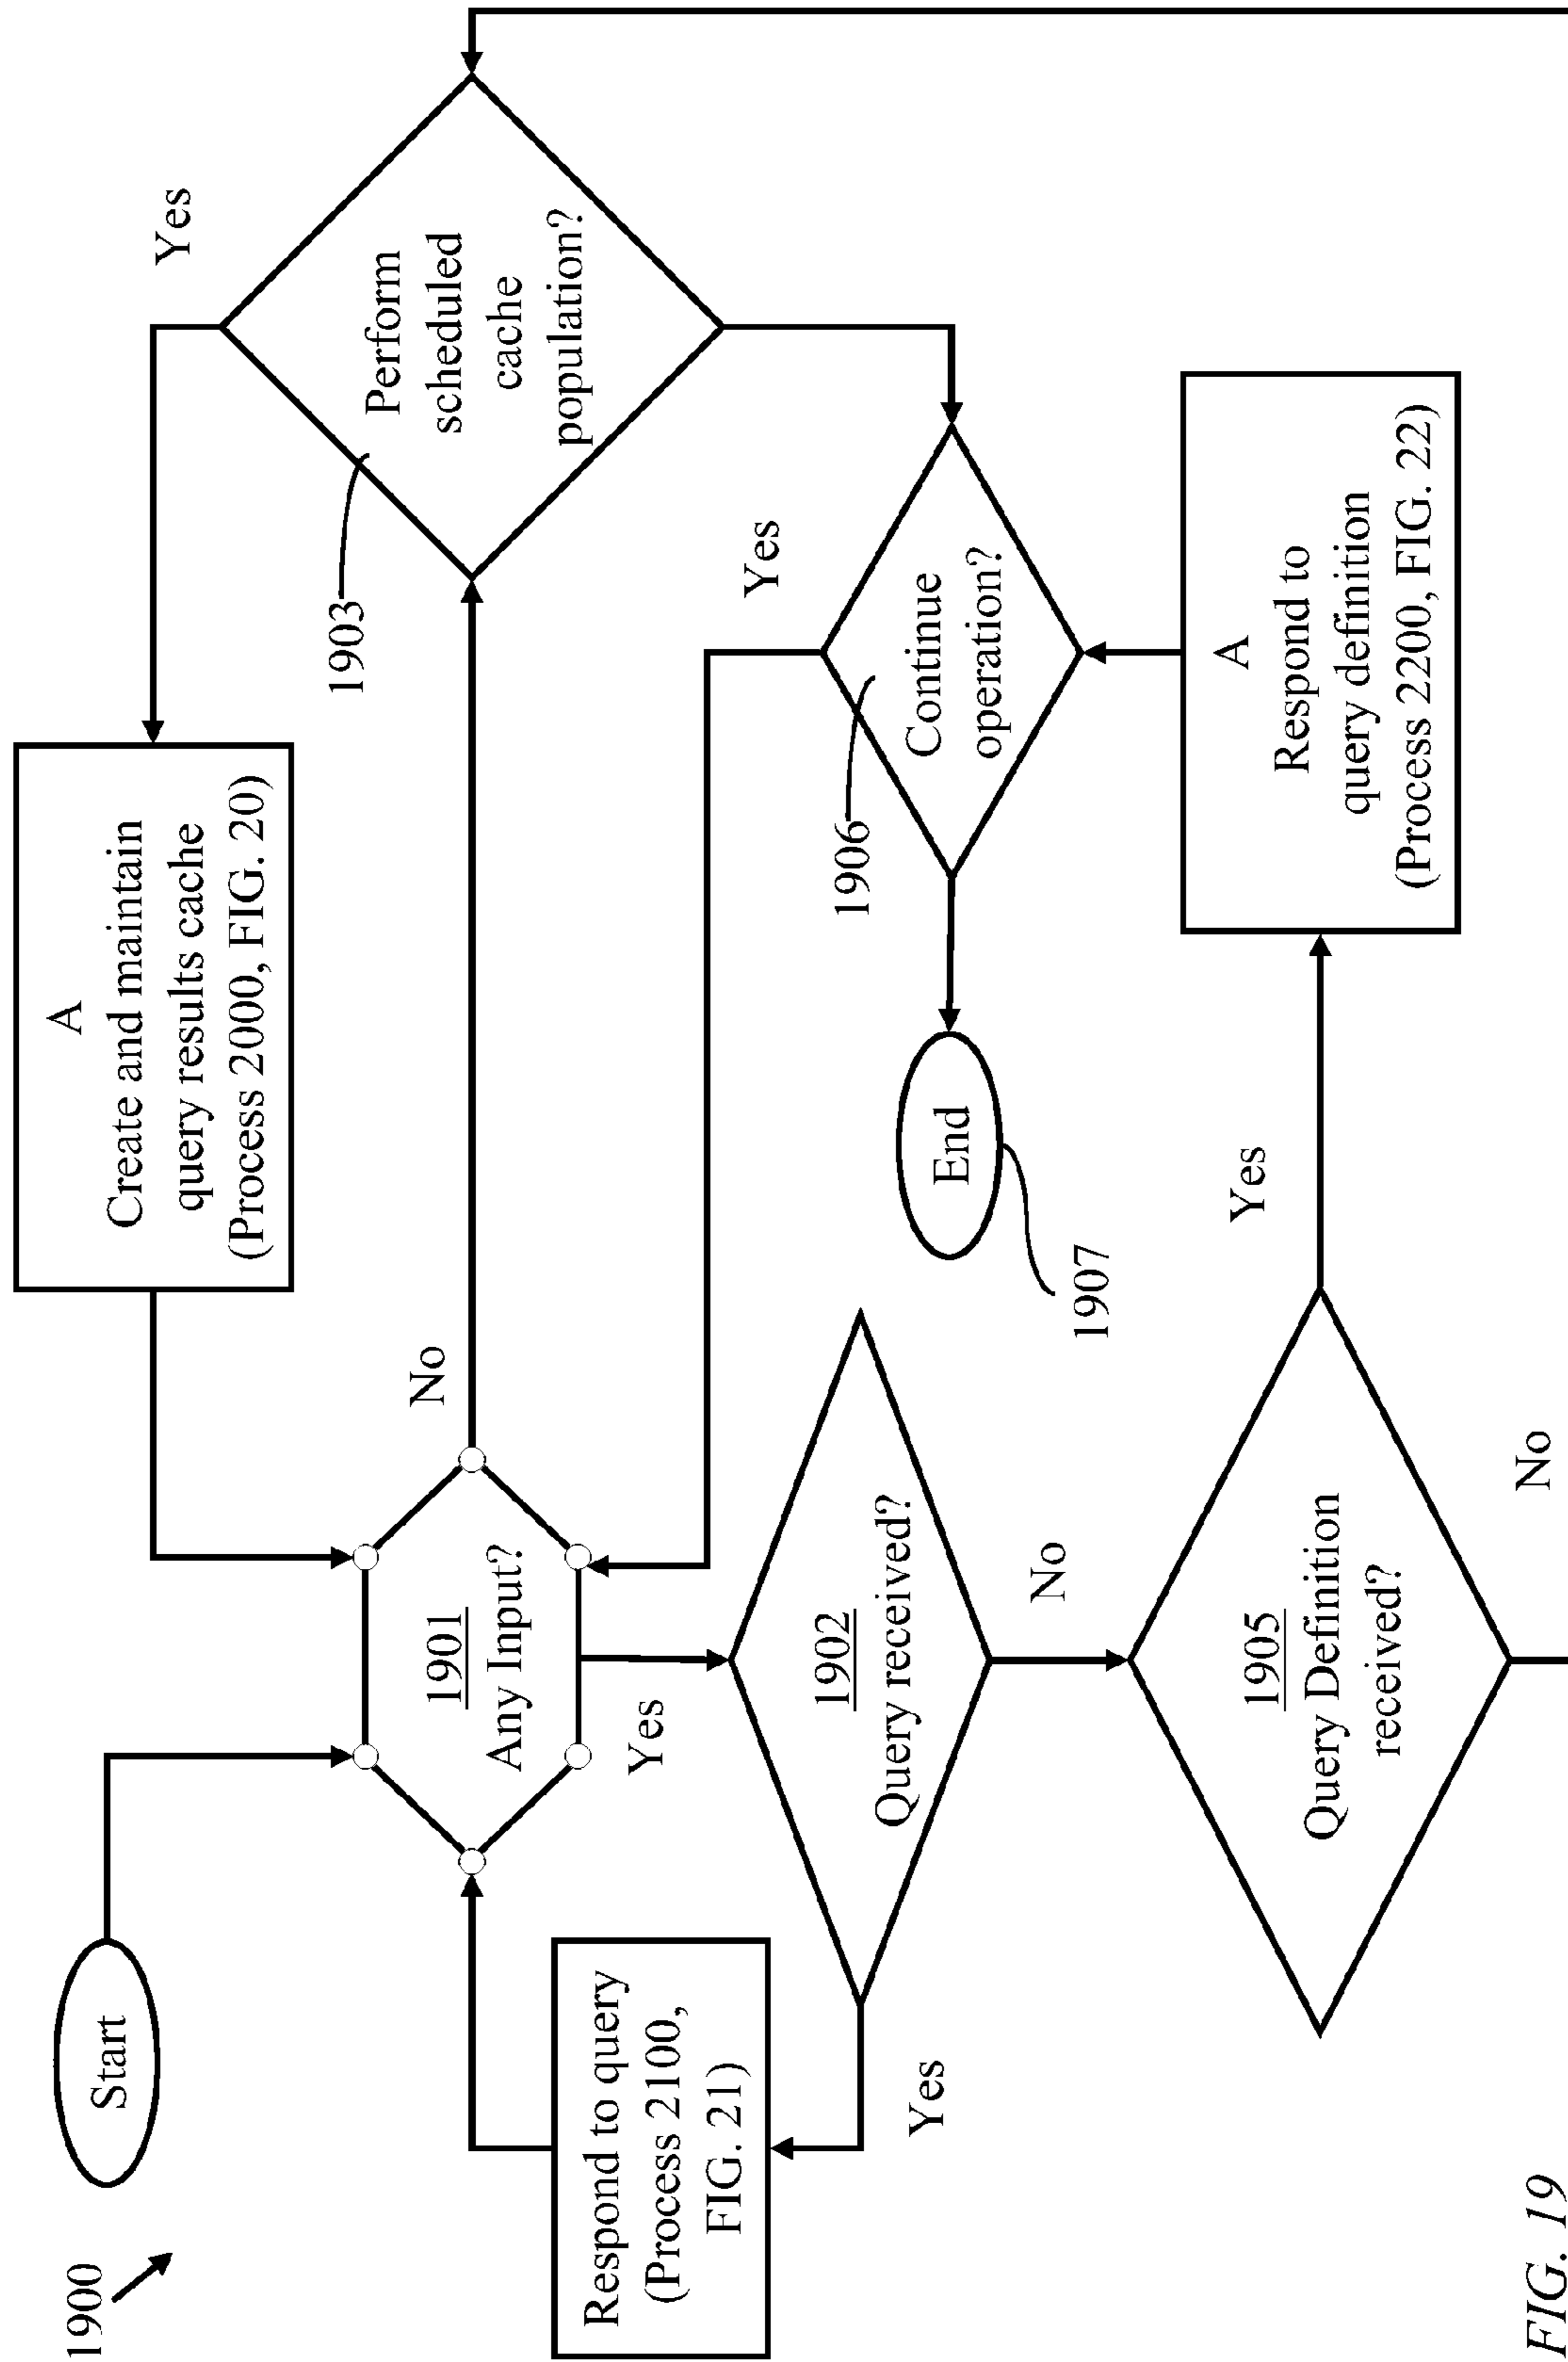 1900
Start
A
Create and maintain
query results cache
(Process 2000, FIG. 20)
Yes
1901
Any Input?
No
1903
Perform
scheduled
cache
population?
Respond to query
(Process 2100,
FIG. 21)
Yes
Yes
1902
Query received?
No
Yes
1906
Continue
operation?
End
1907
1905
Query Definition
received?
Yes
A
Respond to
query definition
(Process 2200, FIG. 22)
No
FIG. 19